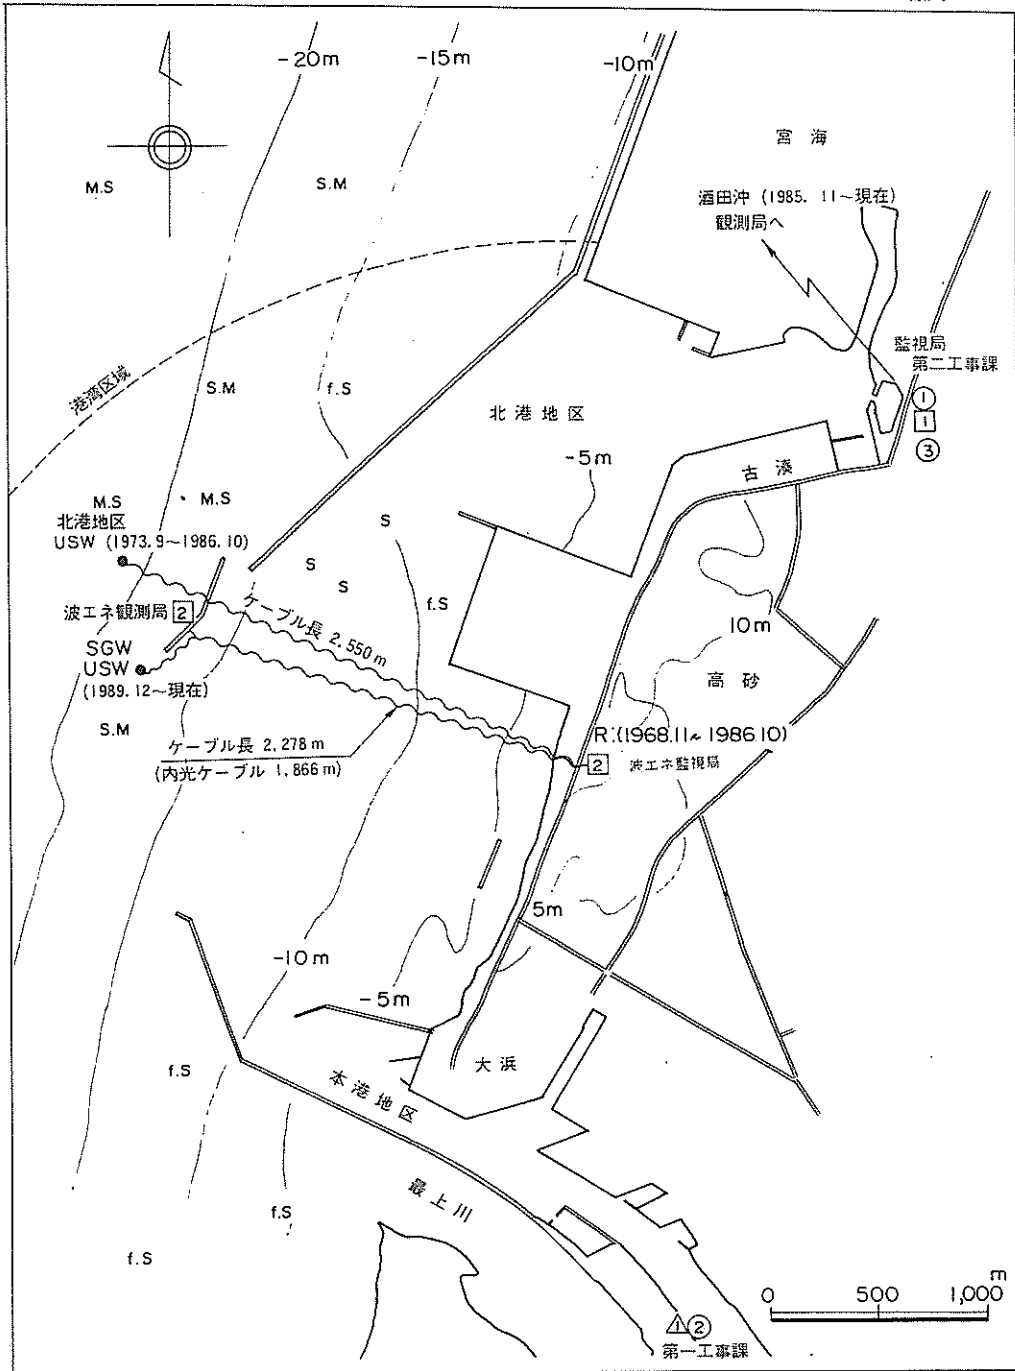 -20m
-15m
-10m
宮海
M.S
S.M
酒田沖 (1985. 11～現在)
観測局へ
監視局
第二工事課
港湾区域
S.M
f.S
①
1
③
北港地区
-5m
古湊
M.S
M.S
北港地区
USW (1973.9～1986.10)
S
S
S
f.S
波エネ観測局 2
ケーブル長 2,550m
10m
高砂
SGW
USW
(1989.12～現在)
S.M
R:(1968.11～1986.10)
2 波エネ監視局
ケーブル長 2,278m
(内光ケーブル 1,866m)
5m
-10m
-5m
大浜
f.S
本港地区
最上川
f.S
f.S
0 500 1,000 m
1 ②
第一工事課